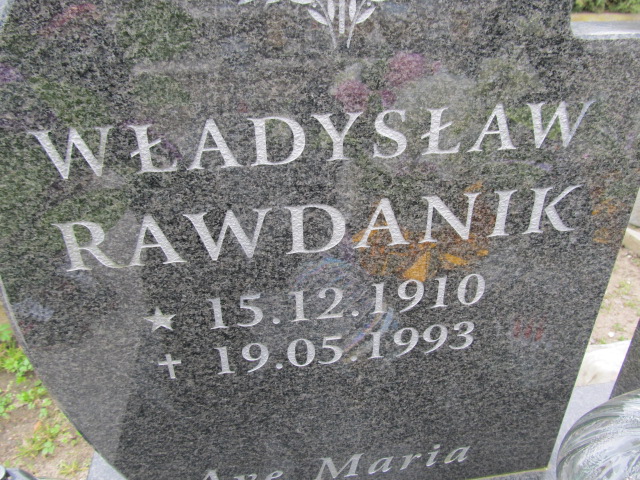 WŁADYSŁAW
RAWDANIK
★ 15.12.1910
+ 19.05.1993
Ave Maria